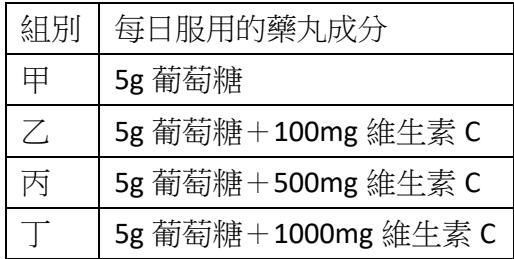 組別 每日服用的藥丸成分
甲 5g 葡萄糖
乙 5g 葡萄糖＋100mg 維生素 C
丙 5g 葡萄糖＋500mg 維生素 C
丁 5g 葡萄糖＋1000mg 維生素 C